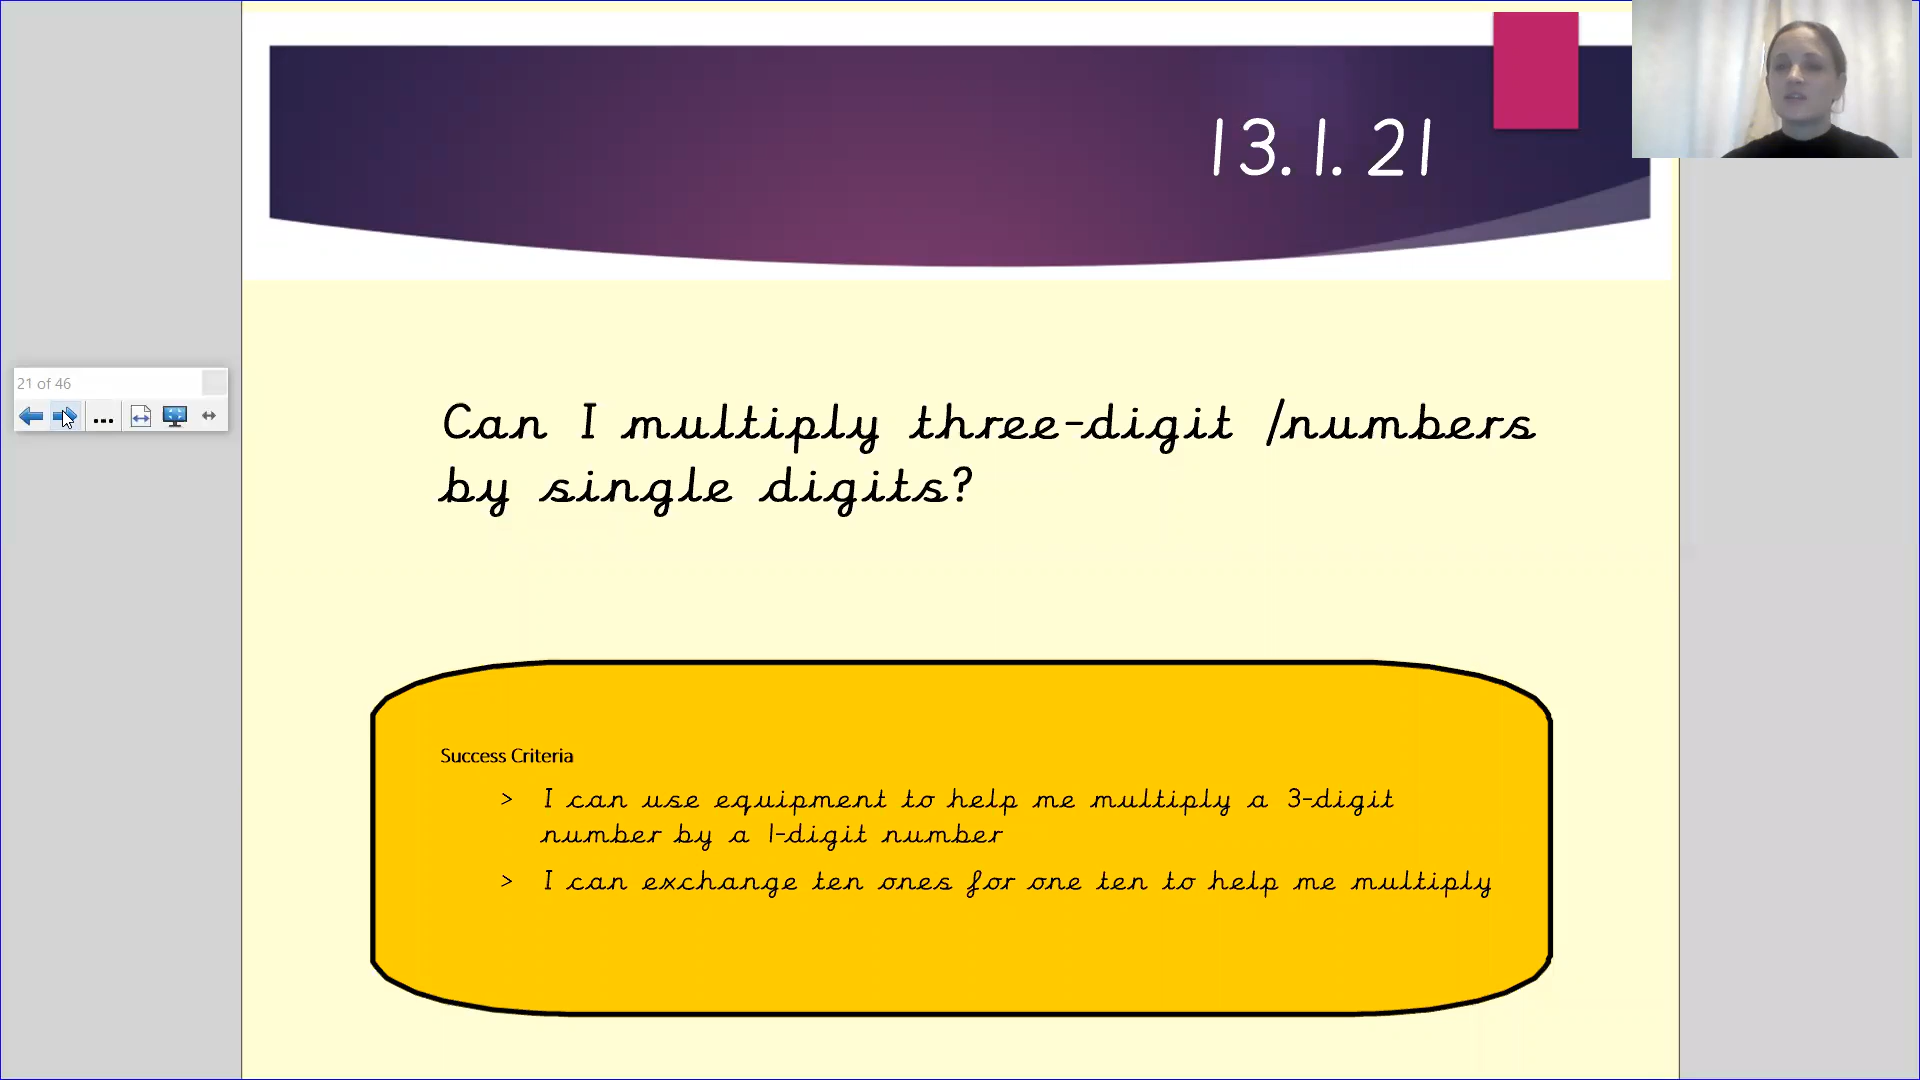 13.1.21
21 of 46
Can I multiply three-digit /numbers
by single digits?
Success Criteria
> I can use equipment to help me multiply a 3-digit
number by a 1-digit number
> I can exchange ten ones for one ten to help me multiply